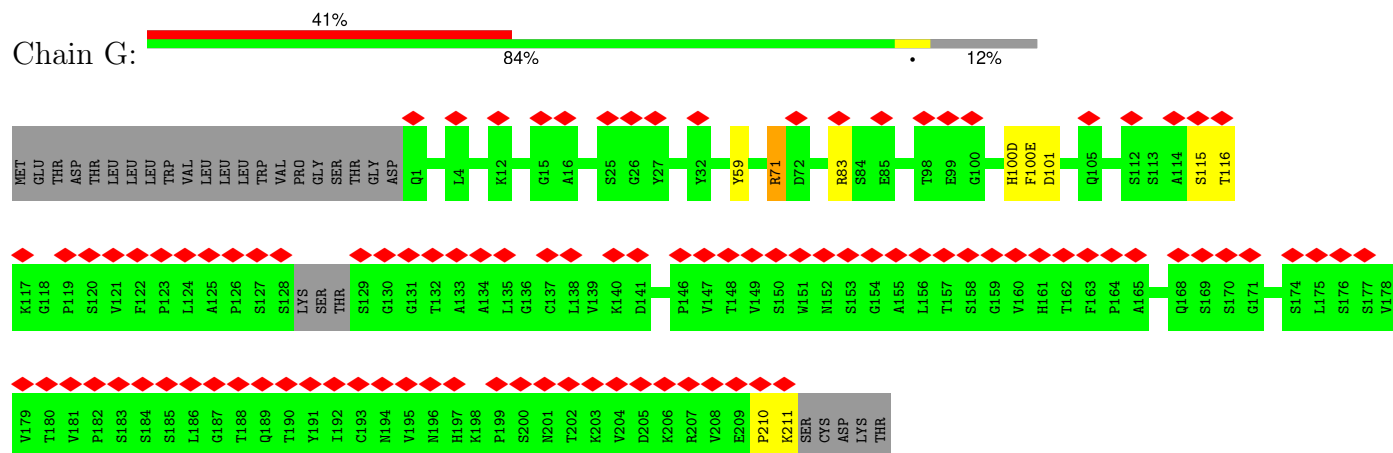 41%
Chain G:
84% • 12%
MET GLU THR ASP THR LEU LEU LEU TRP VAL LEU LEU LEU TRP VAL PRO GLY SER THR GLY ASP Q1 L4 K12 G15 A16 S25 G26 Y27 Y32 Y59 R71 D72 R83 S84 E85 T98 E99 G100 H100D F100E D101 Q105 S112 S113 A114 S115 T116
K117 G118 P119 S120 V121 F122 P123 L124 A125 P126 S127 S128 LYS SER THR S129 G130 G131 T132 A133 A134 L135 G136 C137 L138 V139 K140 D141 P146 V147 T148 V149 S150 W151 N152 S153 G154 A155 L156 T157 S158 G159 V160 H161 T162 F163 P164 A165 Q168 S169 S170 G171 S174 L175 S176 S177 V178
V179 T180 V181 P182 S183 S184 S185 L186 G187 T188 Q189 T190 Y191 I192 C193 N194 V195 N196 H197 K198 P199 S200 N201 T202 K203 V204 D205 K206 R207 V208 E209 P210 K211 SER CYS ASP LYS THR